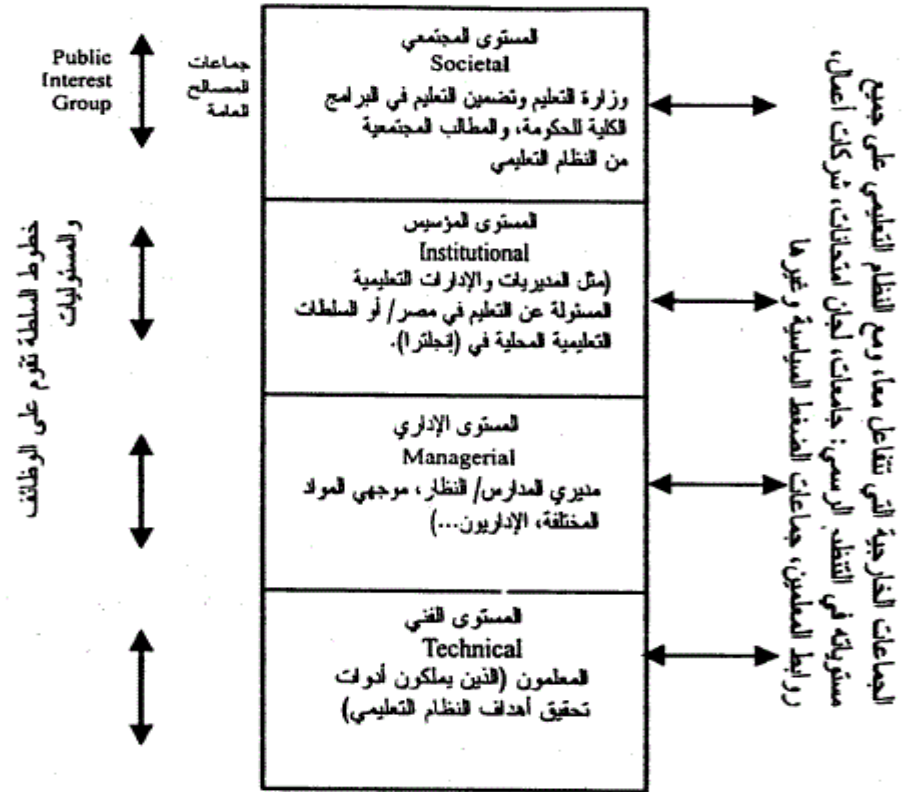 Public
Interest
Group
جماعات
المصالح
العامة
المستوى المجتمعي
Societal
وزارة التعليم وتضمين التعليم في البرامج
الكلية للحكومة، والمطالب المجتمعية
من النظام التعليمي
المستوى المؤسيس
Institutional
(مثل المديريات والإدارات التعليمية
المسئولة عن التعليم في مصر/ أو السلطات
التعليمية المحلية في (إنجلترا).
المستوى الإداري
Managerial
مديري المدارس/ النظار، موجهي المواد
المختلفة، الإداريون...)
المستوى الفني
Technical
المعلمون (الذين يملكون أدوات
تحقيق أهداف النظام التعليمي)
الجماعات الخارجية التي تتفاعل معاً، ومع النظام التعليمي على جميع
مستوياته في التنظيـ الرسمي: جامعات، لجان امتحانات، شركات أعمال،
روابط المعلمين، جماعات الضغط السياسية وغيرها
خطوط السلطة تقوم على الوظائف
والمسئوليات